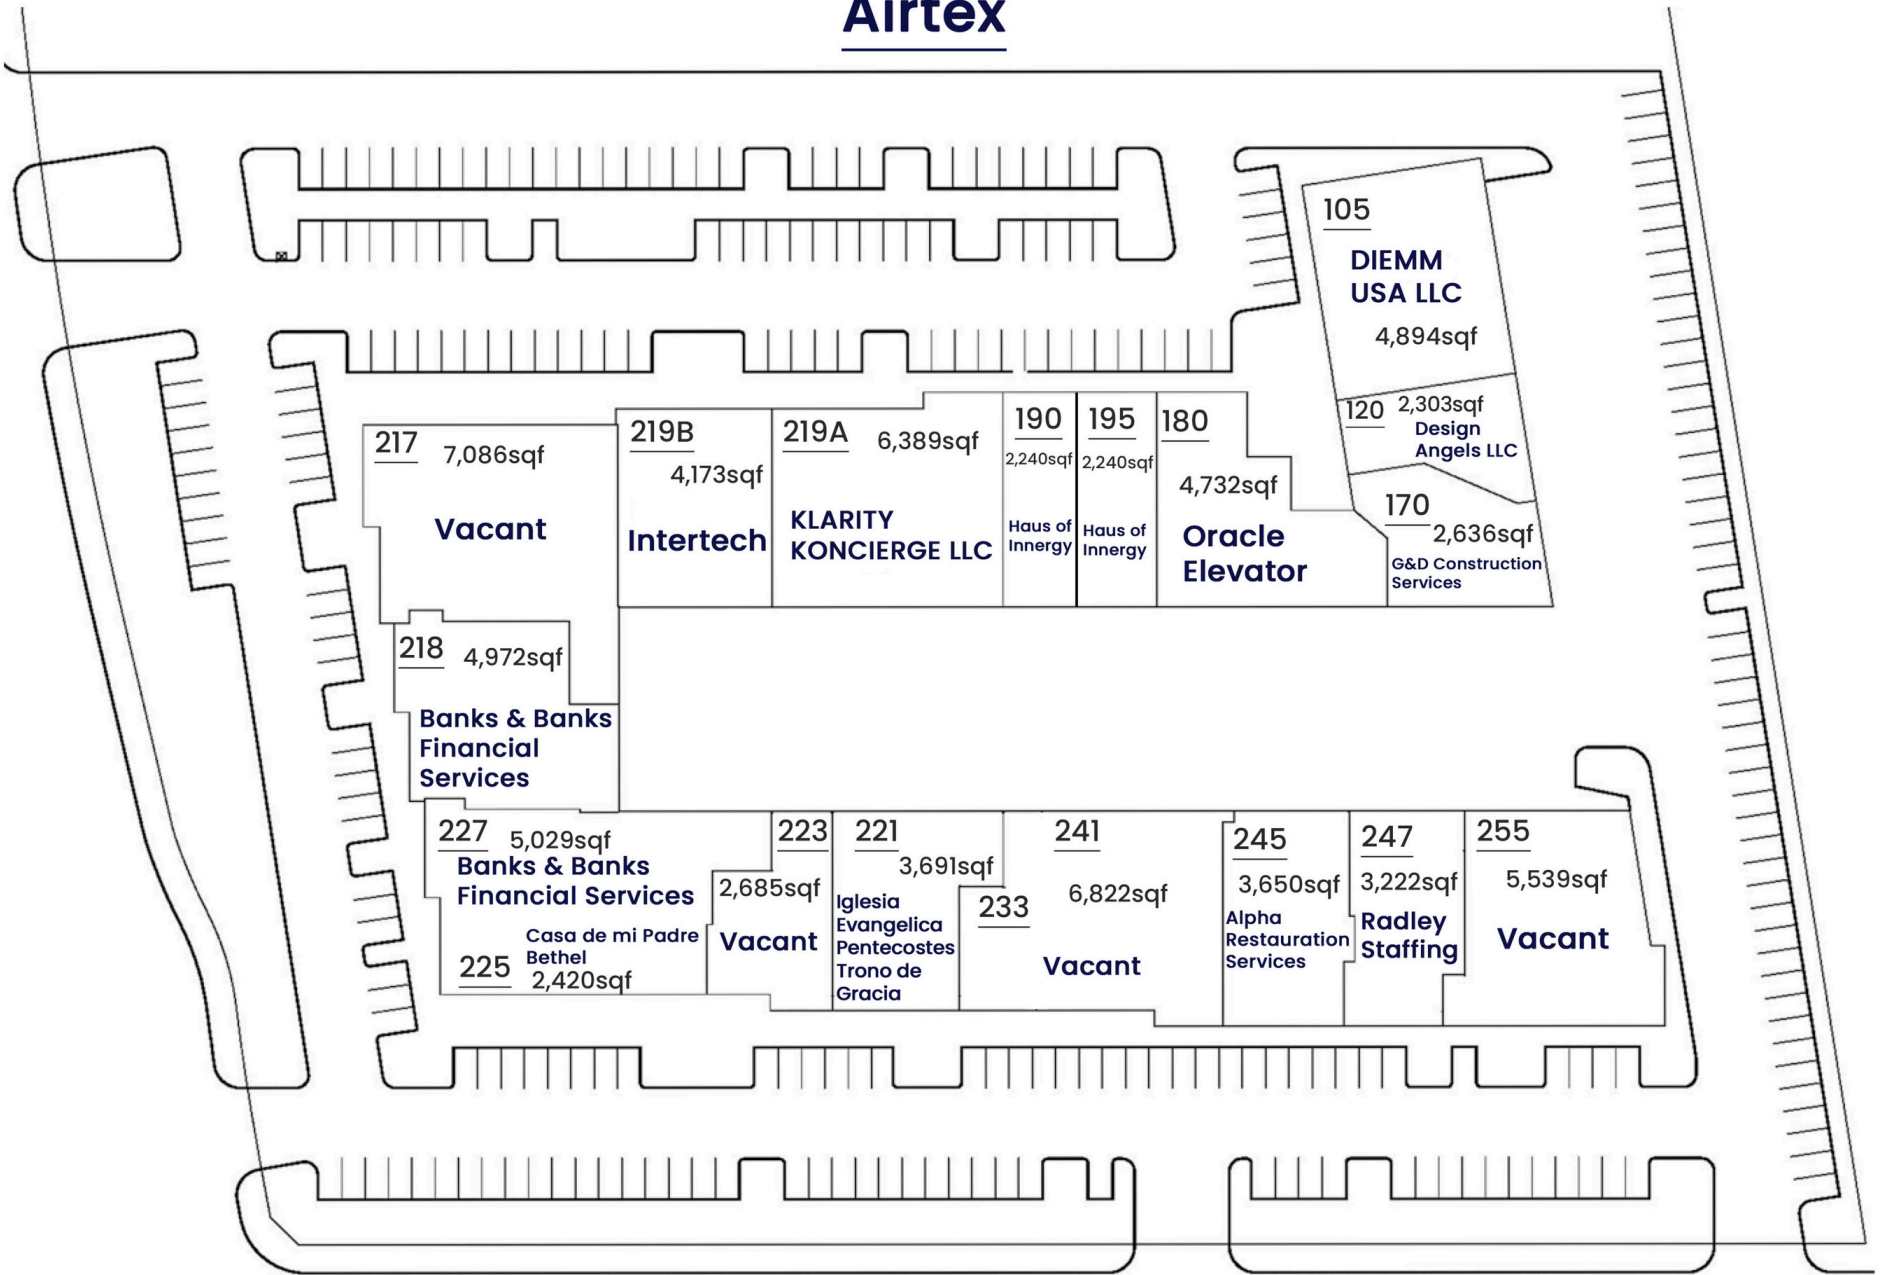 Airtex
105
DIEMM
USA LLC
4,894sqf
120
2,303sqf
Design
Angels LLC
170
2,636sqf
G&D Construction
Services
217
7,086sqf
Vacant
219B
4,173sqf
Intertech
219A
6,389sqf
KLARITY
KONCIERGE LLC
190
2,240sqf
Haus of
Innergy
195
2,240sqf
Haus of
Innergy
180
4,732sqf
Oracle
Elevator
218
4,972sqf
Banks & Banks
Financial
Services
227
5,029sqf
Banks & Banks
Financial Services
Casa de mi Padre
Bethel
225
2,420sqf
223
2,685sqf
Vacant
221
3,691sqf
Iglesia
Evangelica
Pentecostes
Trono de
Gracia
233
241
6,822sqf
Vacant
245
3,650sqf
Alpha
Restauration
Services
247
3,222sqf
Radley
Staffing
255
5,539sqf
Vacant